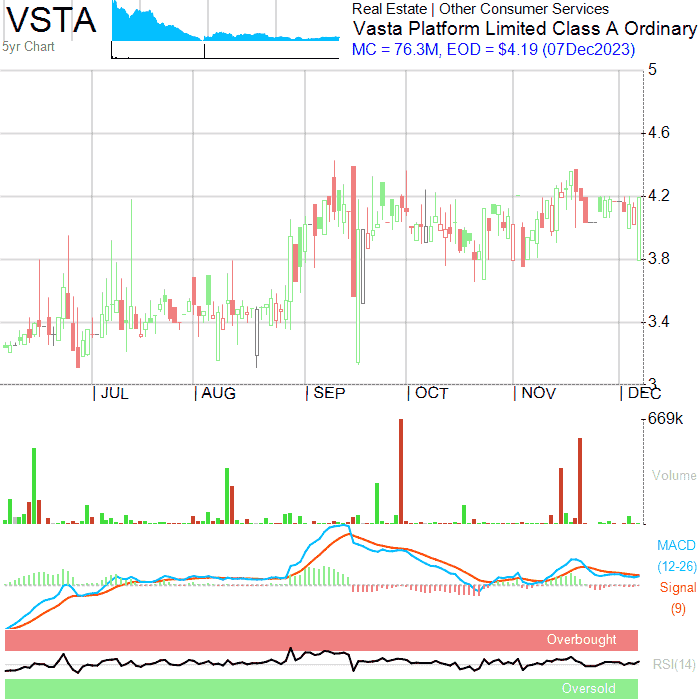 VSTA
5yr Chart
Real Estate | Other Consumer Services
Vasta Platform Limited Class A Ordinary
MC = 76.3M, EOD = $4.19 (07Dec2023)
5
4.6
4.2
3.8
3.4
3
JUL AUG SEP OCT NOV DEC
669k
Volume
MACD
(12-26)
Signal
(9)
Overbought
RSI(14)
Oversold